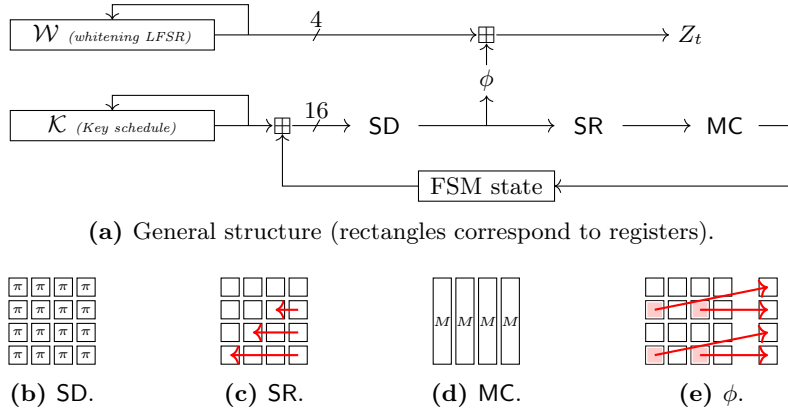 4
𝒲 (whitening LFSR) ⊞ Z_t
ϕ
𝒦 (Key schedule) ⊞ 16 SD SR MC
FSM state
(a) General structure (rectangles correspond to registers).
π π π π
π π π π M M M M
π π π π
π π π π
(b) SD. (c) SR. (d) MC. (e) ϕ.